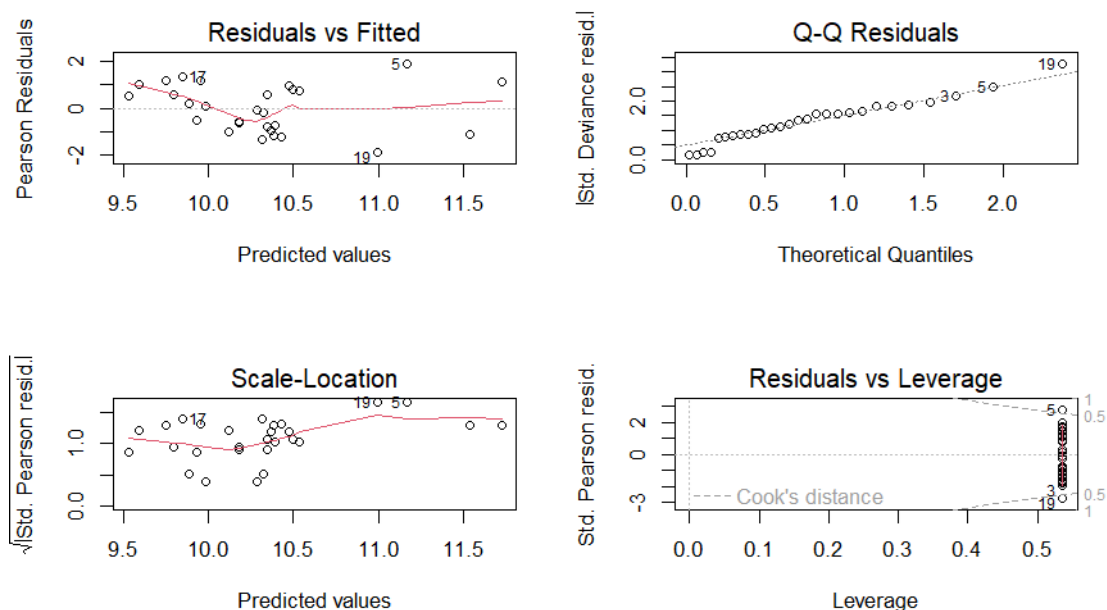 Residuals vs Fitted
Pearson Residuals
2
0
-2
17
5
19
9.5 10.0 10.5 11.0 11.5
Predicted values
Q-Q Residuals
|Std. Deviance resid.|
2.0
0.0
19
5
3
0.0 0.5 1.0 1.5 2.0
Theoretical Quantiles
Scale-Location
√|Std. Pearson resid.|
1.0
0.0
17
19
5
9.5 10.0 10.5 11.0 11.5
Predicted values
Residuals vs Leverage
Std. Pearson resid.
2
0
-3
5
3
19
1
0.5
0.5
1
Cook's distance
0.0 0.1 0.2 0.3 0.4 0.5
Leverage